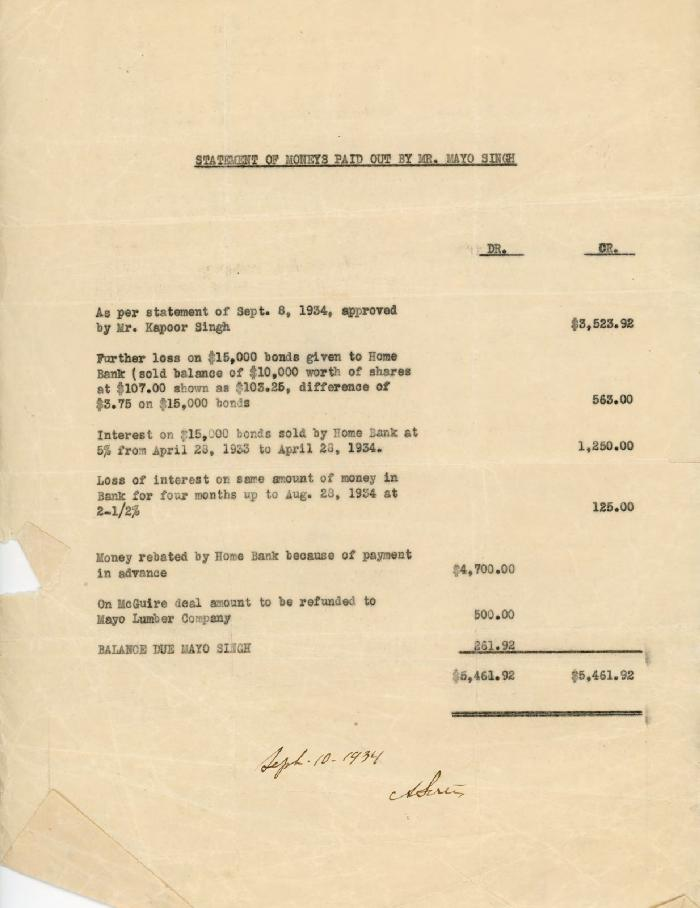 STATEMENT OF MONEYS PAID OUT BY MR. MAYO SINGH
DR. CR.
As per statement of Sept. 8, 1934, approved
by Mr. Kapoor Singh $3,523.92
Further loss on $15,000 bonds given to Home
Bank (sold balance of $10,000 worth of shares
at $107.00 shown as $103.25, difference of
$3.75 on $15,000 bonds 563.00
Interest on $15,000 bonds sold by Home Bank at
5% from April 28, 1933 to April 28, 1934. 1,250.00
Loss of interest on same amount of money in
Bank for four months up to Aug. 28, 1934 at
2-1/2% 125.00
Money rebated by Home Bank because of payment
in advance $4,700.00
On McGuire deal amount to be refunded to
Mayo Lumber Company 500.00
BALANCE DUE MAYO SINGH 261.92
$5,461.92 $5,461.92
Sept. 10 - 1934